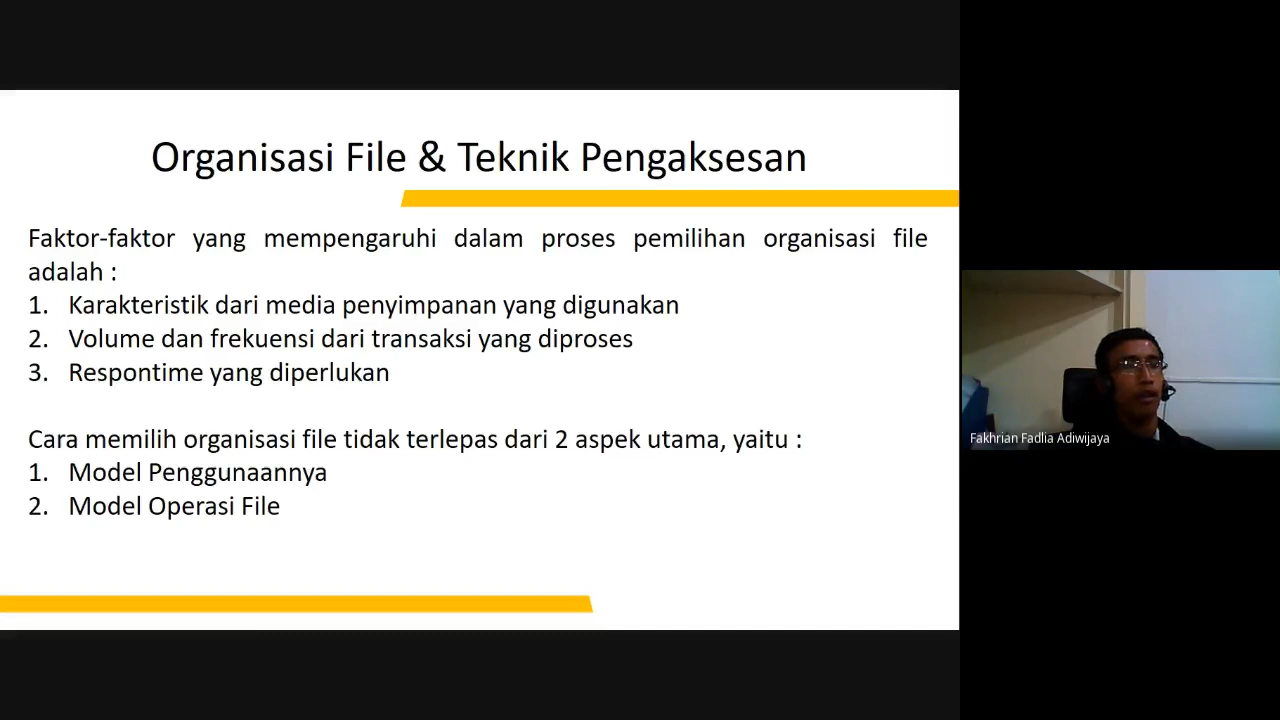 Organisasi File & Teknik Pengaksesan
Faktor-faktor yang mempengaruhi dalam proses pemilihan organisasi file
adalah :
1. Karakteristik dari media penyimpanan yang digunakan
2. Volume dan frekuensi dari transaksi yang diproses
3. Respontime yang diperlukan
Cara memilih organisasi file tidak terlepas dari 2 aspek utama, yaitu :
1. Model Penggunaannya
2. Model Operasi File
Fakhrian Fadlia Adiwijaya